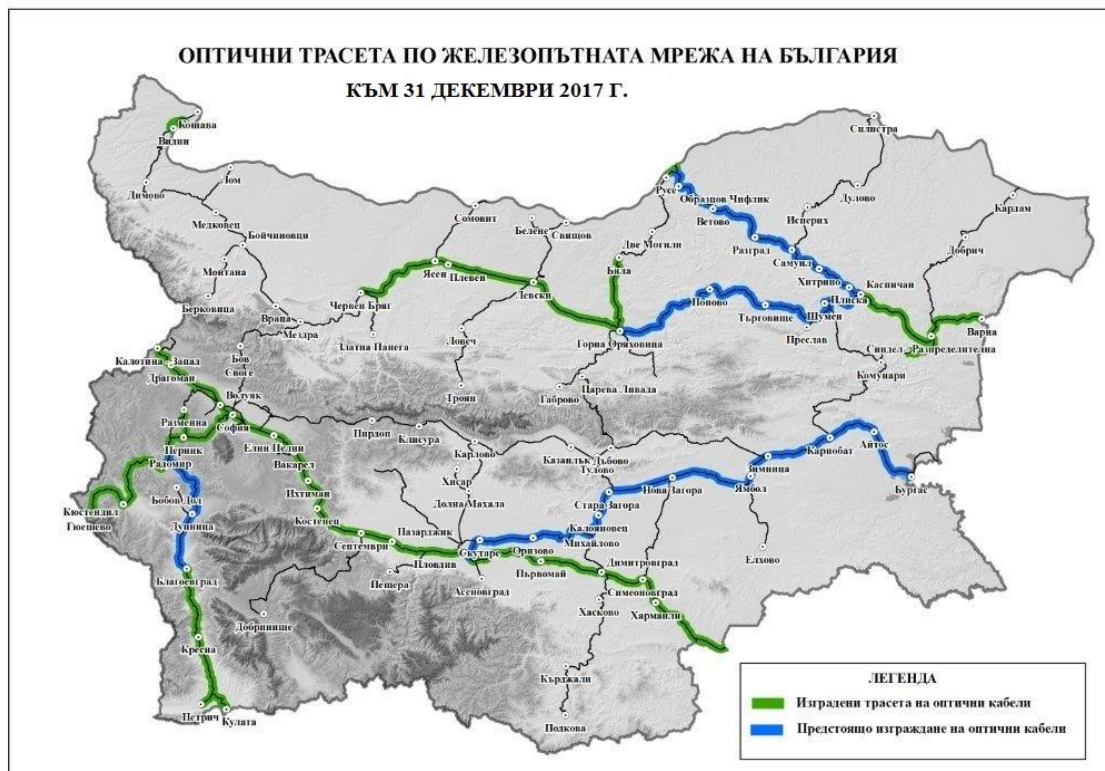 ОПТИЧНИ ТРАСЕТА ПО ЖЕЛЕЗОПЪТНАТА МРЕЖА НА БЪЛГАРИЯ
КЪМ 31 ДЕКЕМВРИ 2017 Г.
Кошава
Видин
Силистра
Лом
Димово
Русе
Образцов Чифлик
Дулово
Кардам
Сомовит
Белене
Свищов
Ветово
Исперих
Медковец
Бойчиновци
Две Могили
Разград
Добрич
Монтана
Ясен
Плевен
Бяла
Самуил
Хитрино
Каспичан
Берковица
Червен Бряг
Левски
Попово
Плиска
Враца
Търговище
Шумен
Варна
Мездра
Златна Панега
Ловеч
Горна Оряховица
Преслав
Синдел
Разпределителна
Калотина - Запад
Бов
Своге
Драгоман
Комунари
Троян
Габрово
Царева Ливада
Волуяк
Разменна
София
Перник
Пирдоп
Клисура
Айтос
Елин Пелин
Карлово
Казанлък
Дъбово
Карнобат
Радомир
Вакарел
Тулово
Зимница
Хисар
Бобов Дол
Ихтиман
Долна Махала
Нова Загора
Ямбол
Бургас
Кюстендил
Гюешево
Дупница
Костенец
Стара Загора
Пазарджик
Калояновец
Септември
Скутаре
Оризово
Михайлово
Пловдив
Първомай
Димитровград
Елхово
Благоевград
Пещера
Асеновград
Симеоновград
Хасково
Харманли
Добринище
Кресна
Кърджали
Петрич
Кулата
Подкова
ЛЕГЕНДА
Изградени трасета на оптични кабели
Предстоящо изграждане на оптични кабели